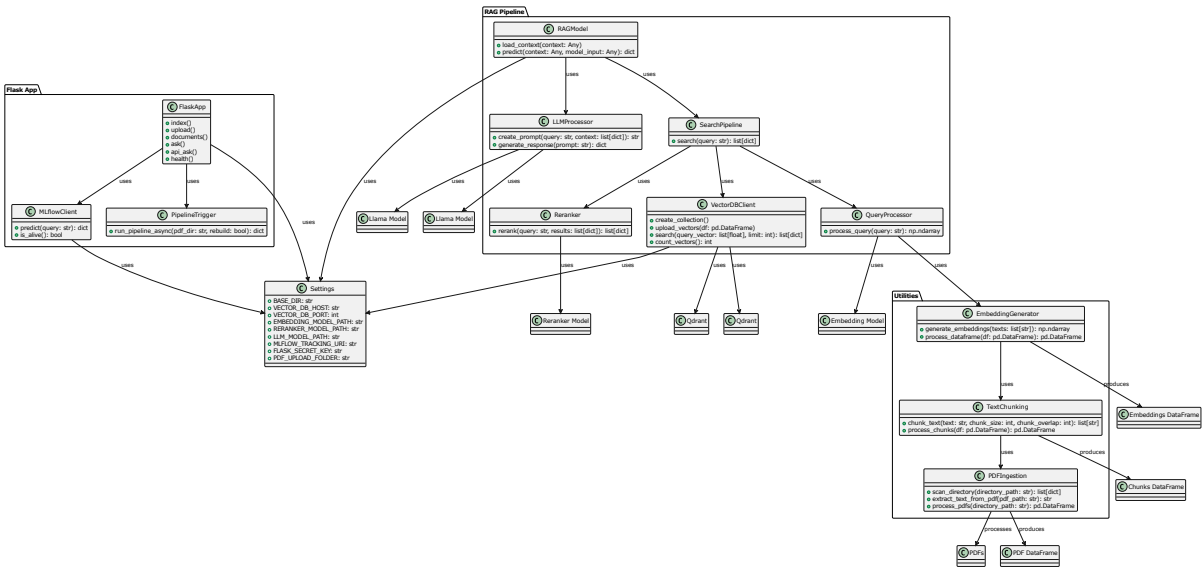 RAG Pipeline
C RAGModel
load_context(context: Any)
predict(context: Any, model_input: Any): dict
uses
uses
uses
Flask App
C FlaskApp
index()
upload()
documents()
ask()
api_ask()
health()
uses
uses
uses
C MLflowClient
predict(query: str): dict
is_alive(): bool
uses
C PipelineTrigger
run_pipeline_async(pdf_dir: str, rebuild: bool): dict
C LLMProcessor
create_prompt(query: str, context: list[dict]): str
generate_response(prompt: str): dict
uses
uses
C SearchPipeline
search(query: str): list[dict]
uses
uses
uses
C Llama Model
C Llama Model
C Reranker
rerank(query: str, results: list[dict]): list[dict]
uses
C VectorDBClient
create_collection()
upload_vectors(df: pd.DataFrame)
search(query_vector: list[float], limit: int): list[dict]
count_vectors(): int
uses
uses
uses
C QueryProcessor
process_query(query: str): np.ndarray
uses
uses
C Settings
BASE_DIR: str
VECTOR_DB_HOST: str
VECTOR_DB_PORT: int
EMBEDDING_MODEL_PATH: str
RERANKER_MODEL_PATH: str
LLM_MODEL_PATH: str
MLFLOW_TRACKING_URI: str
FLASK_SECRET_KEY: str
PDF_UPLOAD_FOLDER: str
C Reranker Model
C Qdrant
C Qdrant
C Embedding Model
Utilities
C EmbeddingGenerator
generate_embeddings(texts: list[str]): np.ndarray
process_dataframe(df: pd.DataFrame): pd.DataFrame
uses
produces
C TextChunking
chunk_text(text: str, chunk_size: int, chunk_overlap: int): list[str]
process_chunks(df: pd.DataFrame): pd.DataFrame
C Embeddings DataFrame
uses
produces
C PDFIngestion
scan_directory(directory_path: str): list[dict]
extract_text_from_pdf(pdf_path: str): str
process_pdfs(directory_path: str): pd.DataFrame
C Chunks DataFrame
processes
produces
C PDFs
C PDF DataFrame